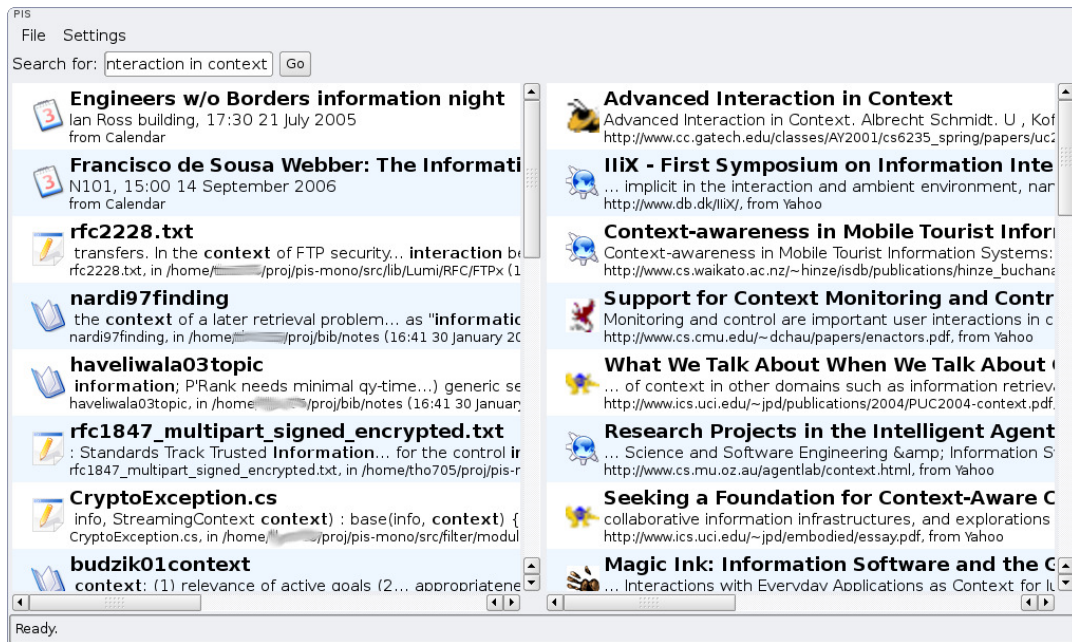 PIS
File Settings
Search for: nteraction in context Go
Engineers w/o Borders information night
Ian Ross building, 17:30 21 July 2005
from Calendar
Francisco de Sousa Webber: The Informati
N101, 15:00 14 September 2006
from Calendar
rfc2228.txt
transfers. In the context of FTP security... interaction be
rfc2228.txt, in /home/ /proj/pis-mono/src/lib/Lumi/RFC/FTPx (1
nardi97finding
the context of a later retrieval problem... as "informatic
nardi97finding, in /home/ /proj/bib/notes (16:41 30 January 20
haveliwala03topic
information; P'Rank needs minimal qy-time...) generic se
haveliwala03topic, in /home/ /proj/bib/notes (16:41 30 January
rfc1847_multipart_signed_encrypted.txt
: Standards Track Trusted Information... for the control in
rfc1847_multipart_signed_encrypted.txt, in /home/tho705/proj/pis-r
CryptoException.cs
info, StreamingContext context) : base(info, context) {
CryptoException.cs, in /home/ /proj/pis-mono/src/filter/modul
budzik01context
context: (1) relevance of active goals (2... appropriatene
Advanced Interaction in Context
Advanced Interaction in Context. Albrecht Schmidt. U , Kof
http://www.cc.gatech.edu/classes/AY2001/cs6235_spring/papers/uc2
IIiX - First Symposium on Information Inte
... implicit in the interaction and ambient environment, nar
http://www.db.dk/IIiX/, from Yahoo
Context-awareness in Mobile Tourist Inforr
Context-awareness in Mobile Tourist Information Systems:
http://www.cs.waikato.ac.nz/~hinze/isdb/publications/hinze_buchana
Support for Context Monitoring and Contr
Monitoring and control are important user interactions in c
http://www.cs.cmu.edu/~dchau/papers/enactors.pdf, from Yahoo
What We Talk About When We Talk About C
... of context in other domains such as information retrieva
http://www.ics.uci.edu/~jpd/publications/2004/PUC2004-context.pdf,
Research Projects in the Intelligent Agent
... Science and Software Engineering &amp; Information S
http://www.cs.mu.oz.au/agentlab/context.html, from Yahoo
Seeking a Foundation for Context-Aware C
collaborative information infrastructures, and explorations
http://www.ics.uci.edu/~jpd/embodied/essay.pdf, from Yahoo
Magic Ink: Information Software and the G
... Interactions with Everyday Applications as Context for Iu
Ready.